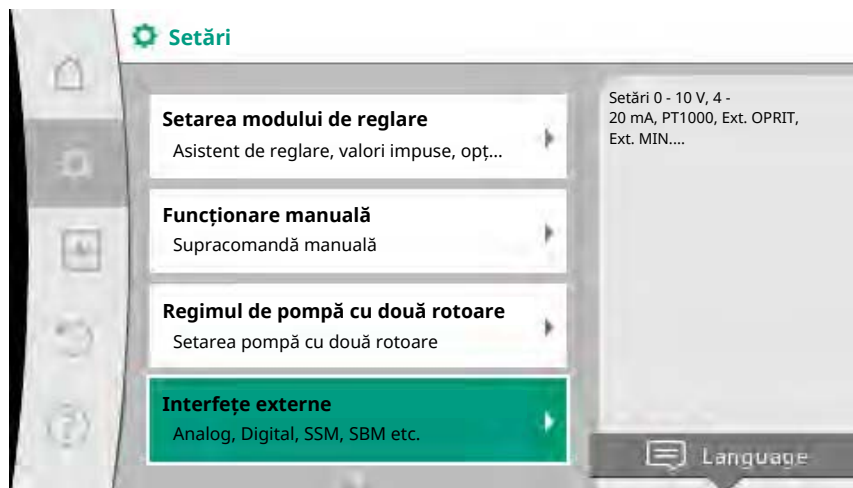 Setări
Setarea modului de reglare
Asistent de reglare, valori impuse, opț...
Funcționare manuală
Supracomandă manuală
Regimul de pompă cu două rotoare
Setarea pompă cu două rotoare
Interfețe externe
Analog, Digital, SSM, SBM etc.
Setări 0 - 10 V, 4 -
20 mA, PT1000, Ext. OPRIT,
Ext. MIN....
Language